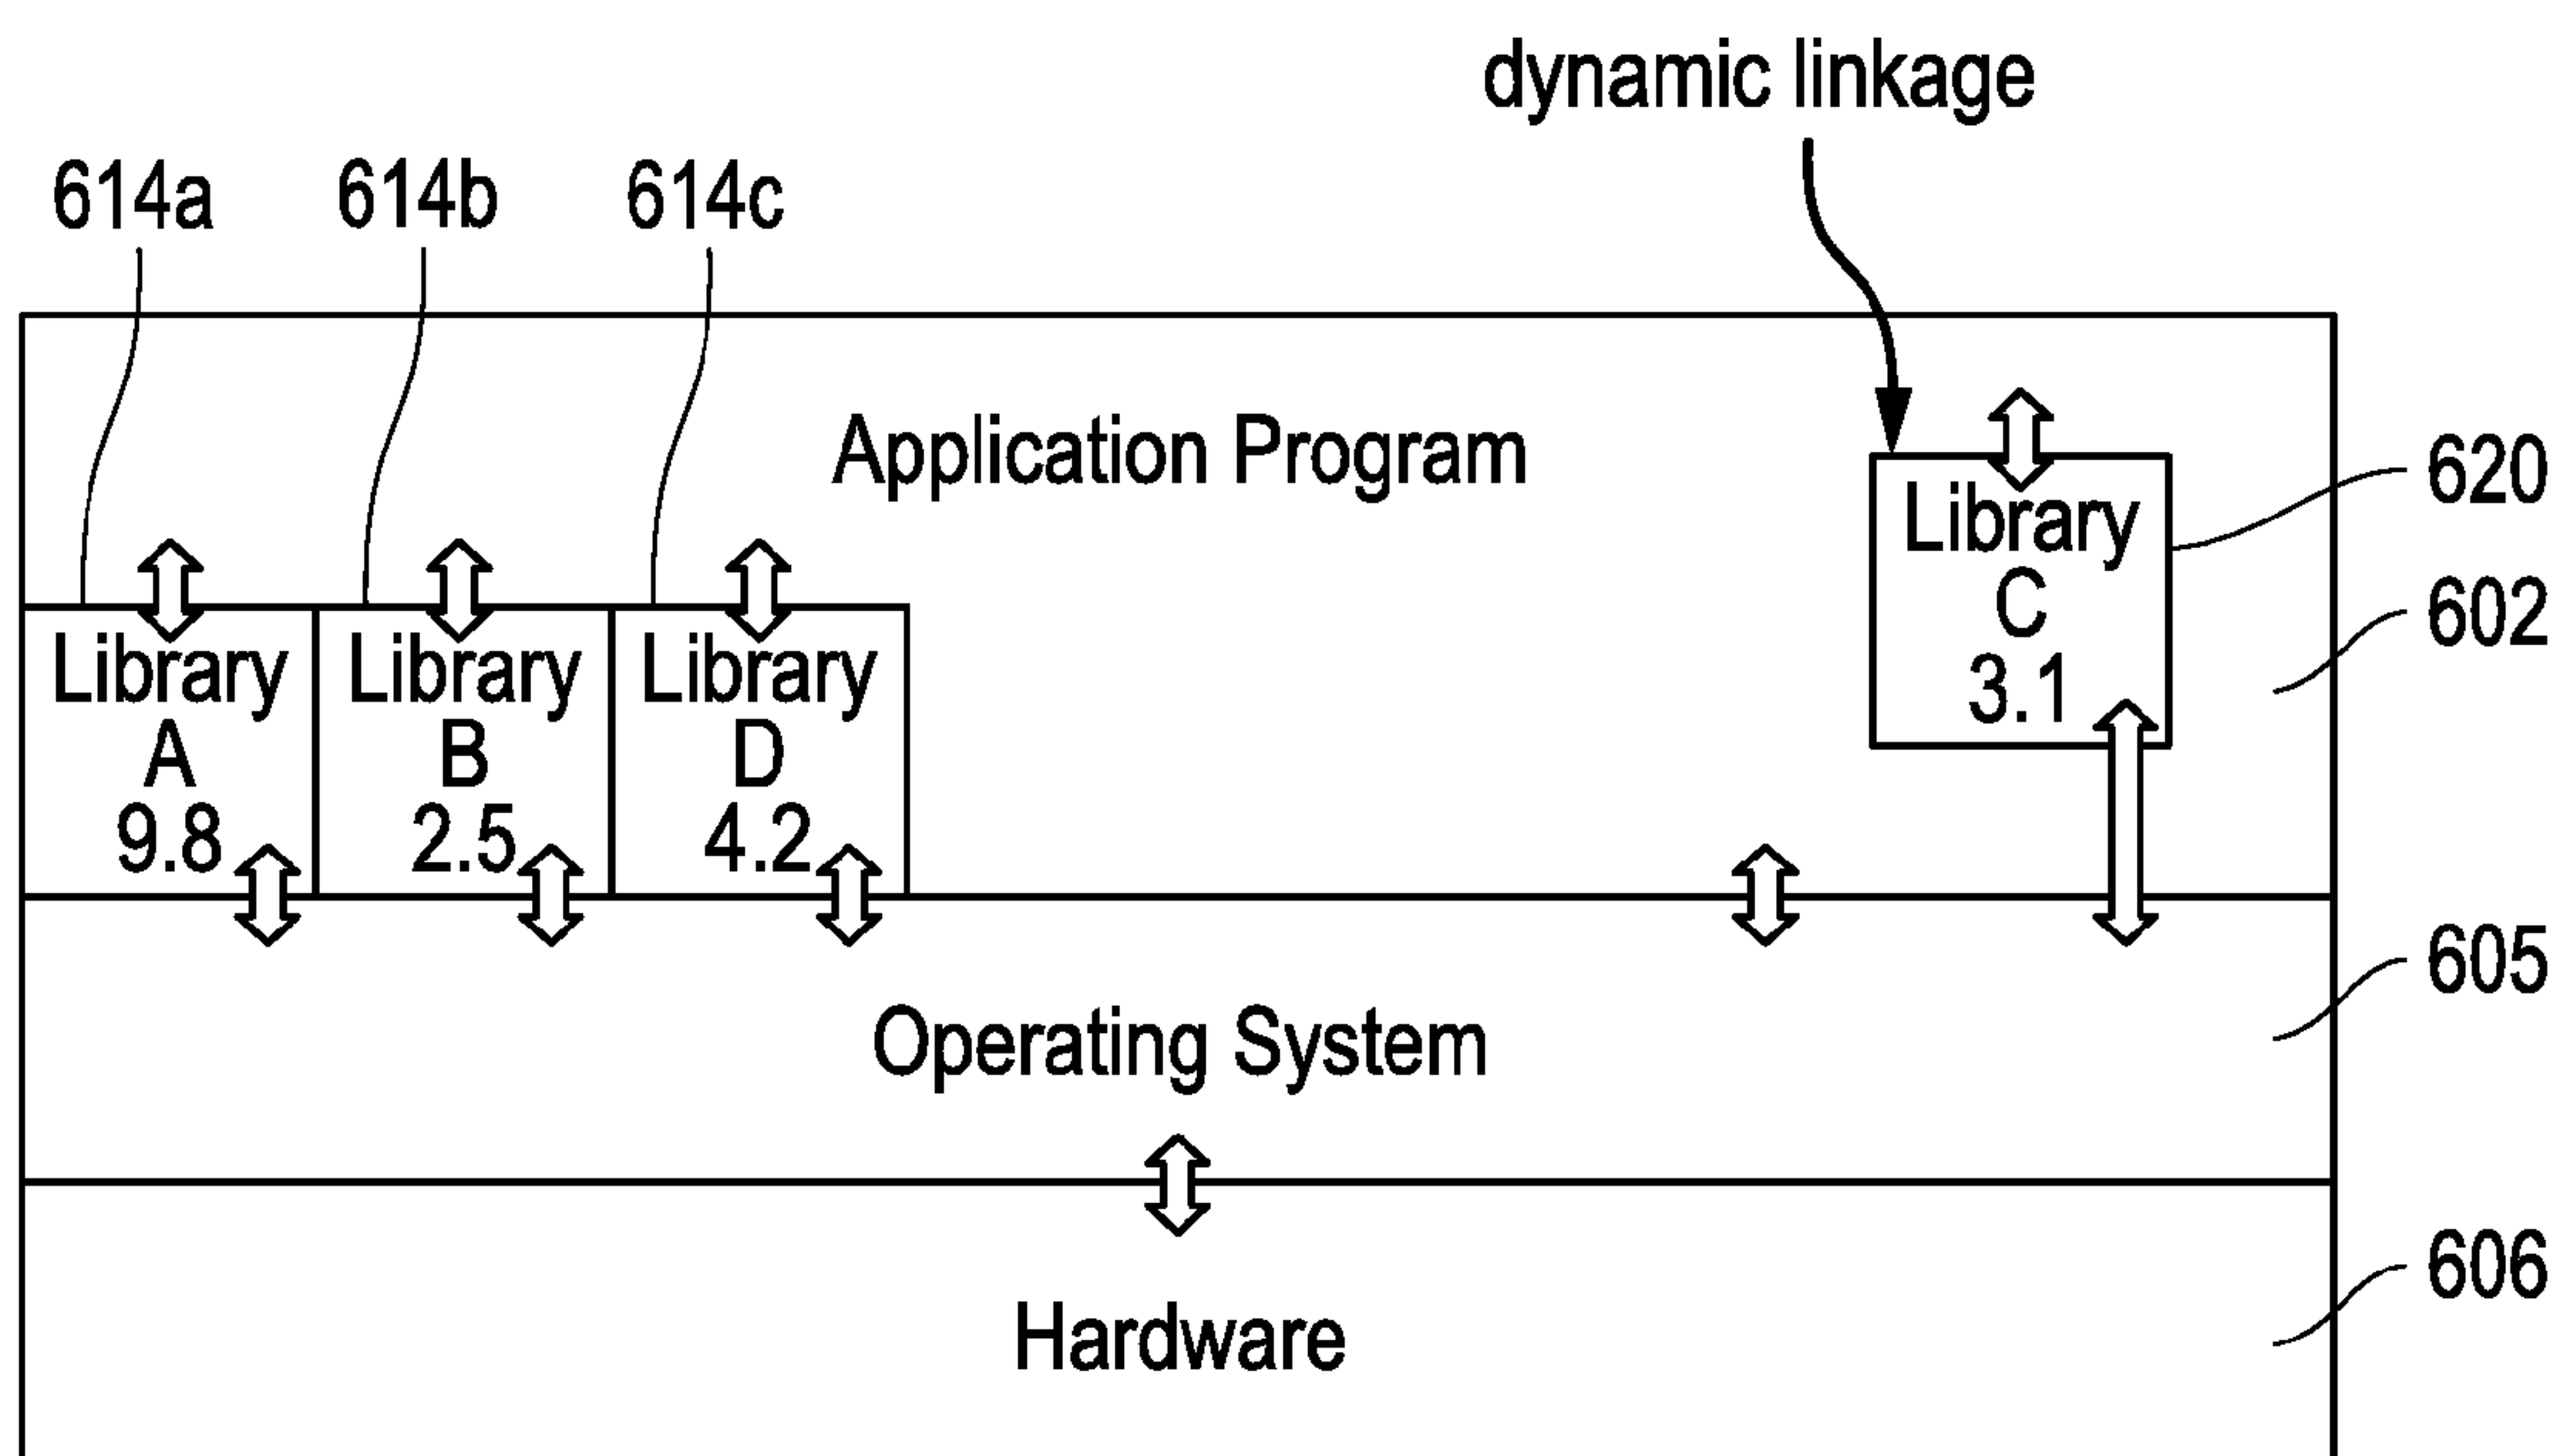 dynamic linkage
614a 614b 614c
Application Program
620
Library
C
3.1
602
Library
A
9.8
Library
B
2.5
Library
D
4.2
605
Operating System
606
Hardware